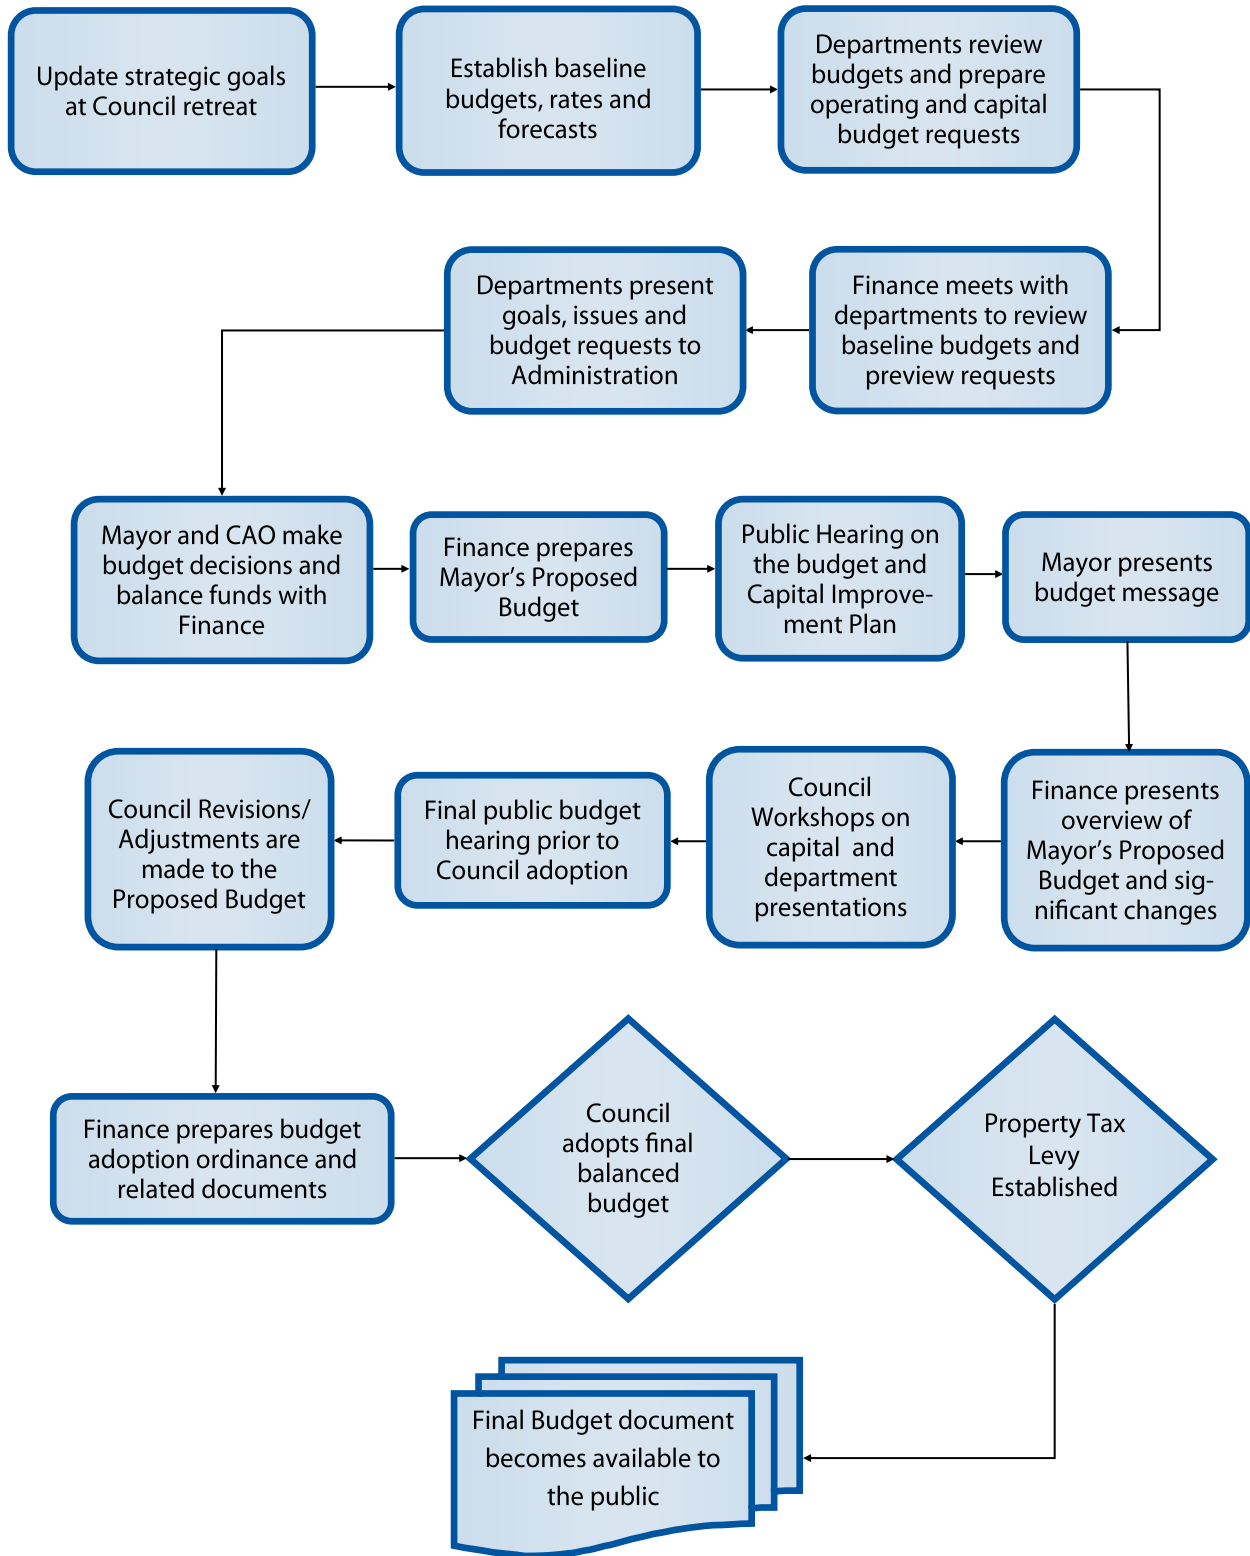 Update strategic goals
at Council retreat
Establish baseline
budgets, rates and
forecasts
Departments review
budgets and prepare
operating and capital
budget requests
Finance meets with
departments to review
baseline budgets and
preview requests
Departments present
goals, issues and
budget requests to
Administration
Mayor and CAO make
budget decisions and
balance funds with
Finance
Finance prepares
Mayor’s Proposed
Budget
Public Hearing on
the budget and
Capital Improve-
ment Plan
Mayor presents
budget message
Finance presents
overview of
Mayor’s Proposed
Budget and sig-
nificant changes
Council
Workshops on
capital  and
department
presentations
Final public budget
hearing prior to
Council adoption
Council Revisions/
Adjustments are
made to the
Proposed Budget
Finance prepares budget
adoption ordinance and
related documents
Council
adopts final
balanced
budget
Property Tax
Levy
Established
Final Budget document
becomes available to
the public